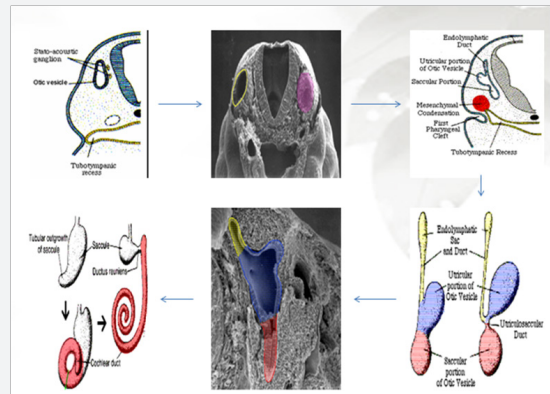 Stato-acoustic
ganglion
Otic vesicle
Tubotympanic
recess
Endolymphatic
Duct
Utricular portion
of Otic Vesicle
Saccular Portion
Mesenchymal
Condensation
First
Pharyngeal
Cleft
Tubotympanic Recess
Tubular outgrowth
of saccule
Saccule
Ductus reuniens
Cochlear duct
Endolymphatic Sac
and Duct
Utricular portion
of Otic Vesicle
Utriculosaccular
Duct
Saccular
portion
of Otic Vesicle